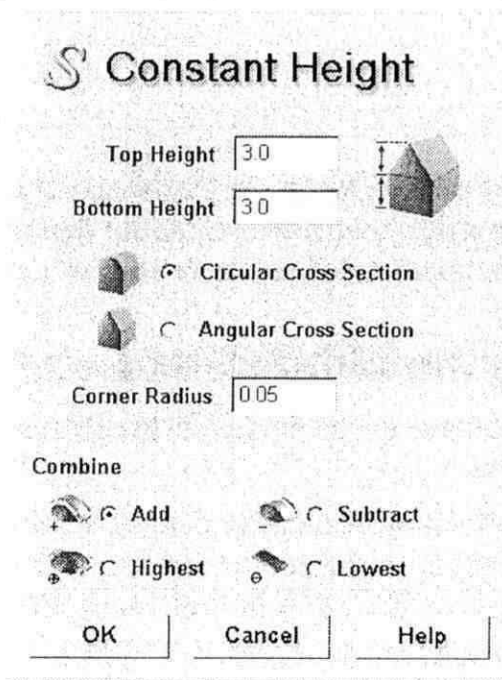 S Constant Height
Top Height 3.0
Bottom Height 3.0
Circular Cross Section
Angular Cross Section
Corner Radius 0.05
Combine
Add Subtract
Highest Lowest
OK Cancel Help